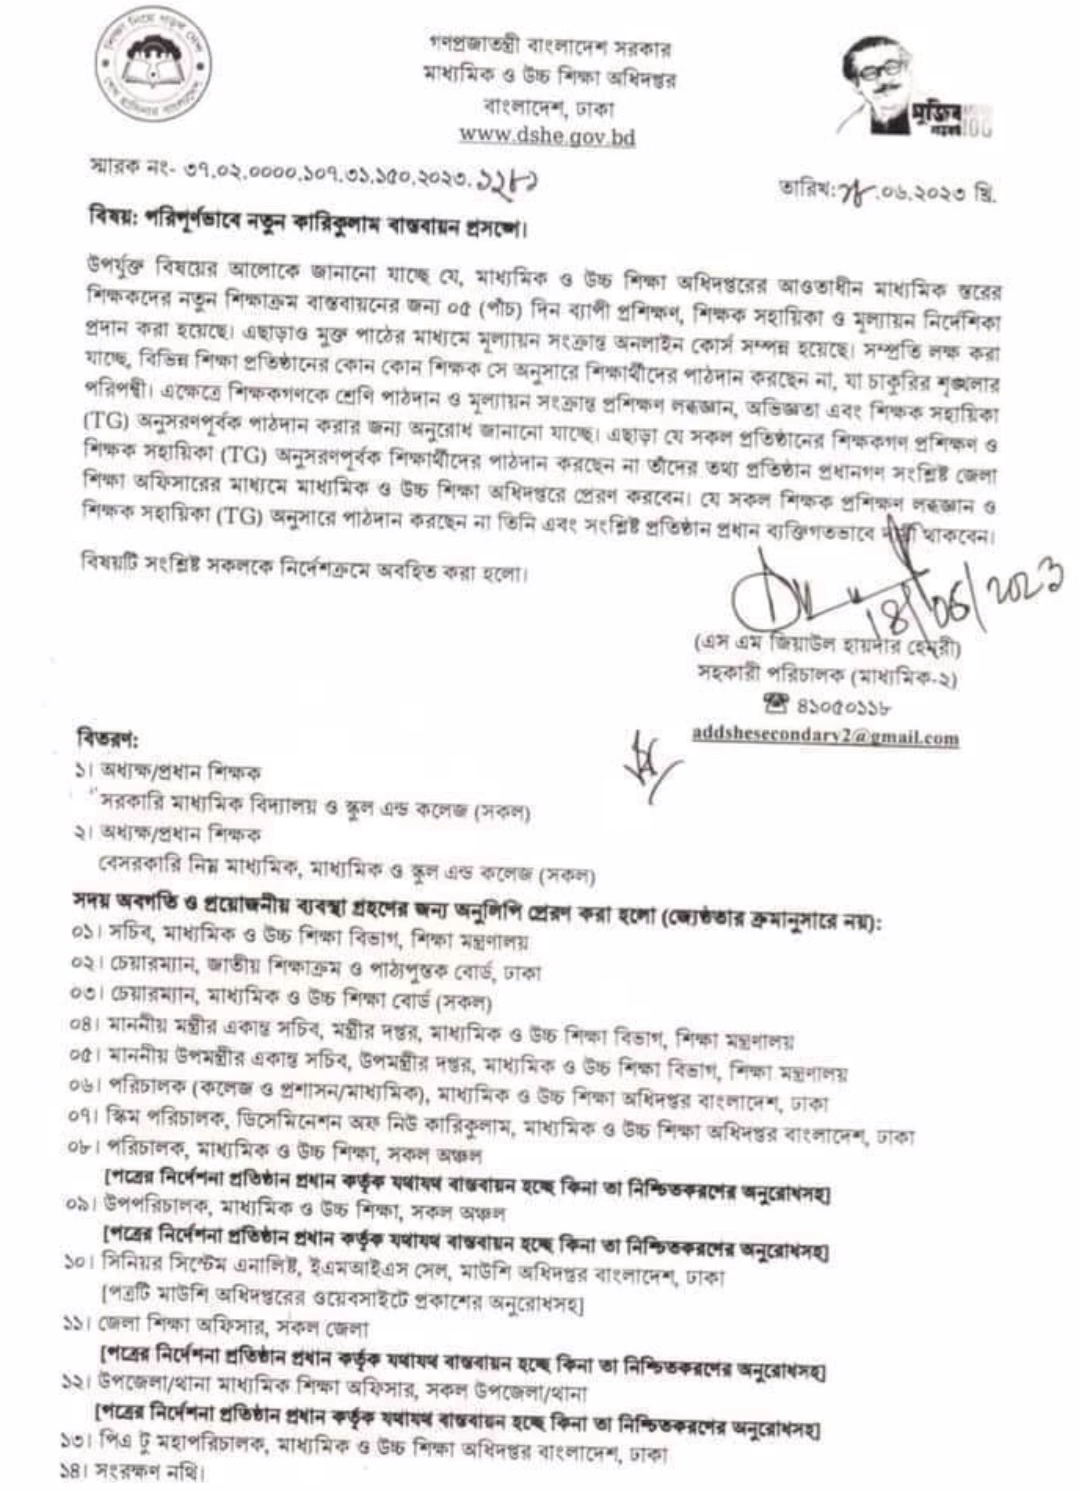 শিক্ষা নিয়ে গড়ব দেশ
শেখ হাসিনার বাংলাদেশ
গণপ্রজাতন্ত্রী বাংলাদেশ সরকার
মাধ্যমিক ও উচ্চ শিক্ষা অধিদপ্তর
বাংলাদেশ, ঢাকা
www.dshe.gov.bd
মুজিব
শতবর্ষ 100
স্মারক নং- ৩৭.০২.০০০০.১০৭.৩১.১৫০.২০২৩.১২৮১
তারিখ: ১৮.০৬.২০২৩ খ্রি.
বিষয়: পরিপূর্ণভাবে নতুন কারিকুলাম বাস্তবায়ন প্রসঙ্গে।
উপর্যুক্ত বিষয়ের আলোকে জানানো যাচ্ছে যে, মাধ্যমিক ও উচ্চ শিক্ষা অধিদপ্তরের আওতাধীন মাধ্যমিক স্তরের
শিক্ষকদের নতুন শিক্ষাক্রম বাস্তবায়নের জন্য ০৫ (পাঁচ) দিন ব্যাপী প্রশিক্ষণ, শিক্ষক সহায়িকা ও মূল্যায়ন নির্দেশিকা
প্রদান করা হয়েছে। এছাড়াও মুক্ত পাঠের মাধ্যমে মূল্যায়ন সংক্রান্ত অনলাইন কোর্স সম্পন্ন হয়েছে। সম্প্রতি লক্ষ করা
যাচ্ছে, বিভিন্ন শিক্ষা প্রতিষ্ঠানের কোন কোন শিক্ষক সে অনুসারে শিক্ষার্থীদের পাঠদান করছেন না, যা চাকুরির শৃঙ্খলার
পরিপন্থী। এক্ষেত্রে শিক্ষকগণকে শ্রেণি পাঠদান ও মূল্যায়ন সংক্রান্ত প্রশিক্ষণ লব্ধজ্ঞান, অভিজ্ঞতা এবং শিক্ষক সহায়িকা
(TG) অনুসরণপূর্বক পাঠদান করার জন্য অনুরোধ জানানো যাচ্ছে। এছাড়া যে সকল প্রতিষ্ঠানের শিক্ষকগণ প্রশিক্ষণ ও
শিক্ষক সহায়িকা (TG) অনুসরণপূর্বক শিক্ষার্থীদের পাঠদান করছেন না তাঁদের তথ্য প্রতিষ্ঠান প্রধানগণ সংশ্লিষ্ট জেলা
শিক্ষা অফিসারের মাধ্যমে মাধ্যমিক ও উচ্চ শিক্ষা অধিদপ্তরে প্রেরণ করবেন। যে সকল শিক্ষক প্রশিক্ষণ লব্ধজ্ঞান ও
শিক্ষক সহায়িকা (TG) অনুসারে পাঠদান করছেন না তিনি এবং সংশ্লিষ্ট প্রতিষ্ঠান প্রধান ব্যক্তিগতভাবে দায়ী থাকবেন।
বিষয়টি সংশ্লিষ্ট সকলকে নির্দেশক্রমে অবহিত করা হলো।
18/06/2023
(এস এম জিয়াউল হায়দার হেনরী)
সহকারী পরিচালক (মাধ্যমিক-২)
☎ ৪১০৫০১১৮
addshesecondary2@gmail.com
বিতরণ:
১। অধ্যক্ষ/প্রধান শিক্ষক
সরকারি মাধ্যমিক বিদ্যালয় ও স্কুল এন্ড কলেজ (সকল)
২। অধ্যক্ষ/প্রধান শিক্ষক
বেসরকারি নিম্ন মাধ্যমিক, মাধ্যমিক ও স্কুল এন্ড কলেজ (সকল)
সদয় অবগতি ও প্রয়োজনীয় ব্যবস্থা গ্রহণের জন্য অনুলিপি প্রেরণ করা হলো (জ্যেষ্ঠতার ক্রমানুসারে নয়):
০১। সচিব, মাধ্যমিক ও উচ্চ শিক্ষা বিভাগ, শিক্ষা মন্ত্রণালয়
০২। চেয়ারম্যান, জাতীয় শিক্ষাক্রম ও পাঠ্যপুস্তক বোর্ড, ঢাকা
০৩। চেয়ারম্যান, মাধ্যমিক ও উচ্চ শিক্ষা বোর্ড (সকল)
০৪। মাননীয় মন্ত্রীর একান্ত সচিব, মন্ত্রীর দপ্তর, মাধ্যমিক ও উচ্চ শিক্ষা বিভাগ, শিক্ষা মন্ত্রণালয়
০৫। মাননীয় উপমন্ত্রীর একান্ত সচিব, উপমন্ত্রীর দপ্তর, মাধ্যমিক ও উচ্চ শিক্ষা বিভাগ, শিক্ষা মন্ত্রণালয়
০৬। পরিচালক (কলেজ ও প্রশাসন/মাধ্যমিক), মাধ্যমিক ও উচ্চ শিক্ষা অধিদপ্তর বাংলাদেশ, ঢাকা
০৭। স্কিম পরিচালক, ডিসেমিনেশন অফ নিউ কারিকুলাম, মাধ্যমিক ও উচ্চ শিক্ষা অধিদপ্তর বাংলাদেশ, ঢাকা
০৮। পরিচালক, মাধ্যমিক ও উচ্চ শিক্ষা, সকল অঞ্চল
[পত্রের নির্দেশনা প্রতিষ্ঠান প্রধান কর্তৃক যথাযথ বাস্তবায়ন হচ্ছে কিনা তা নিশ্চিতকরণের অনুরোধসহ]
০৯। উপপরিচালক, মাধ্যমিক ও উচ্চ শিক্ষা, সকল অঞ্চল
[পত্রের নির্দেশনা প্রতিষ্ঠান প্রধান কর্তৃক যথাযথ বাস্তবায়ন হচ্ছে কিনা তা নিশ্চিতকরণের অনুরোধসহ]
১০। সিনিয়র সিস্টেম এনালিষ্ট, ইএমআইএস সেল, মাউশি অধিদপ্তর বাংলাদেশ, ঢাকা
[পত্রটি মাউশি অধিদপ্তরের ওয়েবসাইটে প্রকাশের অনুরোধসহ]
১১। জেলা শিক্ষা অফিসার, সকল জেলা
[পত্রের নির্দেশনা প্রতিষ্ঠান প্রধান কর্তৃক যথাযথ বাস্তবায়ন হচ্ছে কিনা তা নিশ্চিতকরণের অনুরোধসহ]
১২। উপজেলা/থানা মাধ্যমিক শিক্ষা অফিসার, সকল উপজেলা/থানা
[পত্রের নির্দেশনা প্রতিষ্ঠান প্রধান কর্তৃক যথাযথ বাস্তবায়ন হচ্ছে কিনা তা নিশ্চিতকরণের অনুরোধসহ]
১৩। পিএ টু মহাপরিচালক, মাধ্যমিক ও উচ্চ শিক্ষা অধিদপ্তর বাংলাদেশ, ঢাকা
১৪। সংরক্ষণ নথি।